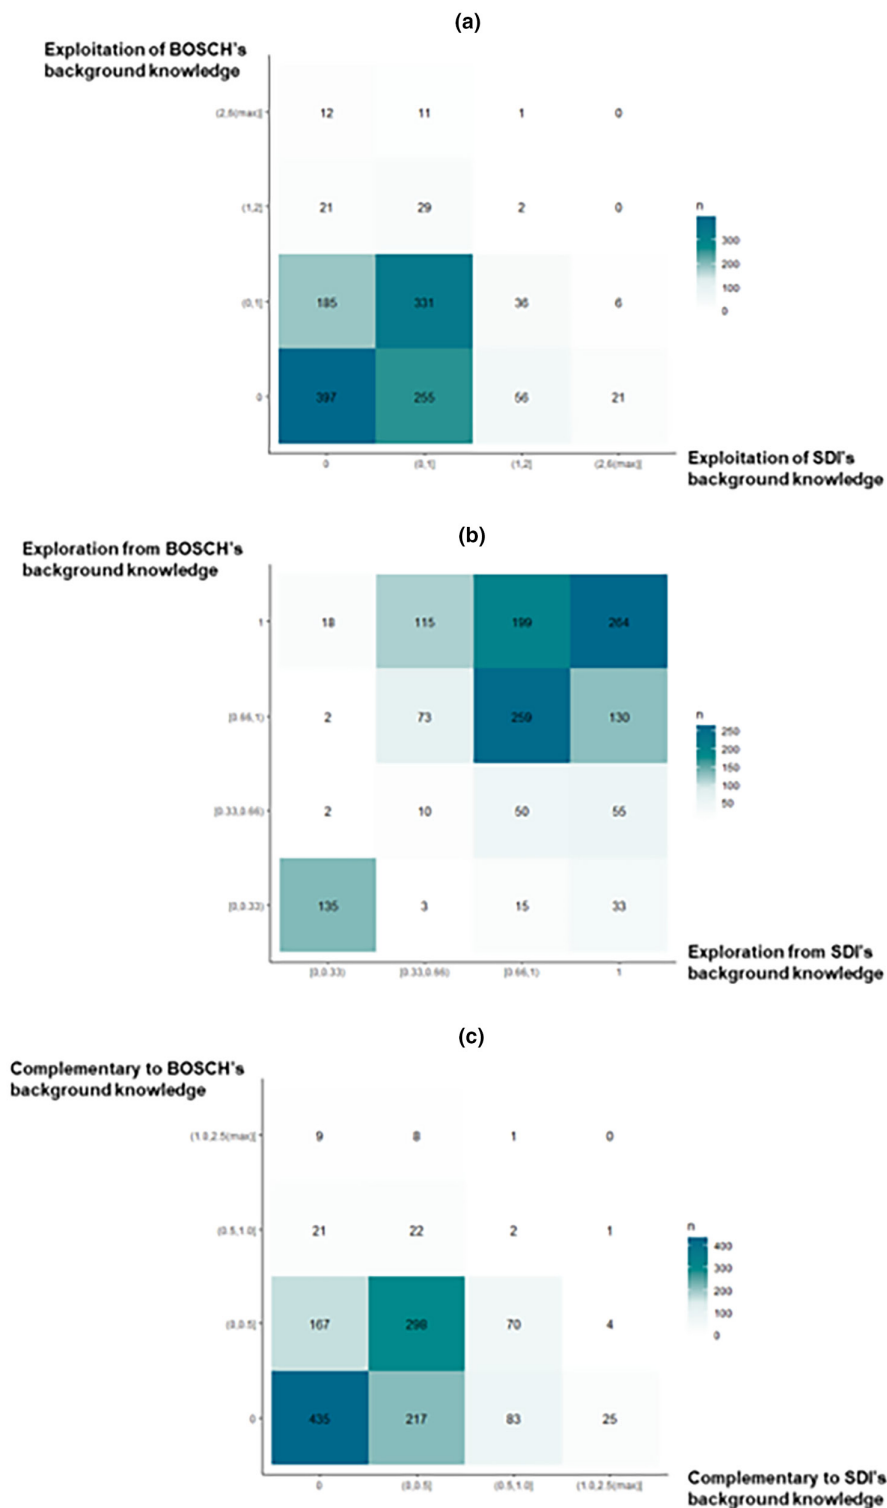 (a)
Exploitation of BOSCH's
background knowledge
(2,6(max)] 12 11 1 0
(1,2] 21 29 2 0
(0,1] 185 331 36 6
0 397 255 56 21
0 (0,1] (1,2] (2,6(max)]
n
300
200
100
0
Exploitation of SDI's
background knowledge
(b)
Exploration from BOSCH's
background knowledge
1 18 115 199 264
[0.66,1) 2 73 259 130
[0.33,0.66) 2 10 50 55
[0,0.33) 135 3 15 33
[0,0.33) [0.33,0.66) [0.66,1) 1
n
250
200
150
100
50
Exploration from SDI's
background knowledge
(c)
Complementary to BOSCH's
background knowledge
(1.0,2.5(max)] 9 8 1 0
(0.5,1.0] 21 22 2 1
(0,0.5] 167 298 70 4
0 435 217 83 25
0 (0,0.5] (0.5,1.0] (1.0,2.5(max)]
n
400
300
200
100
0
Complementary to SDI's
background knowledge